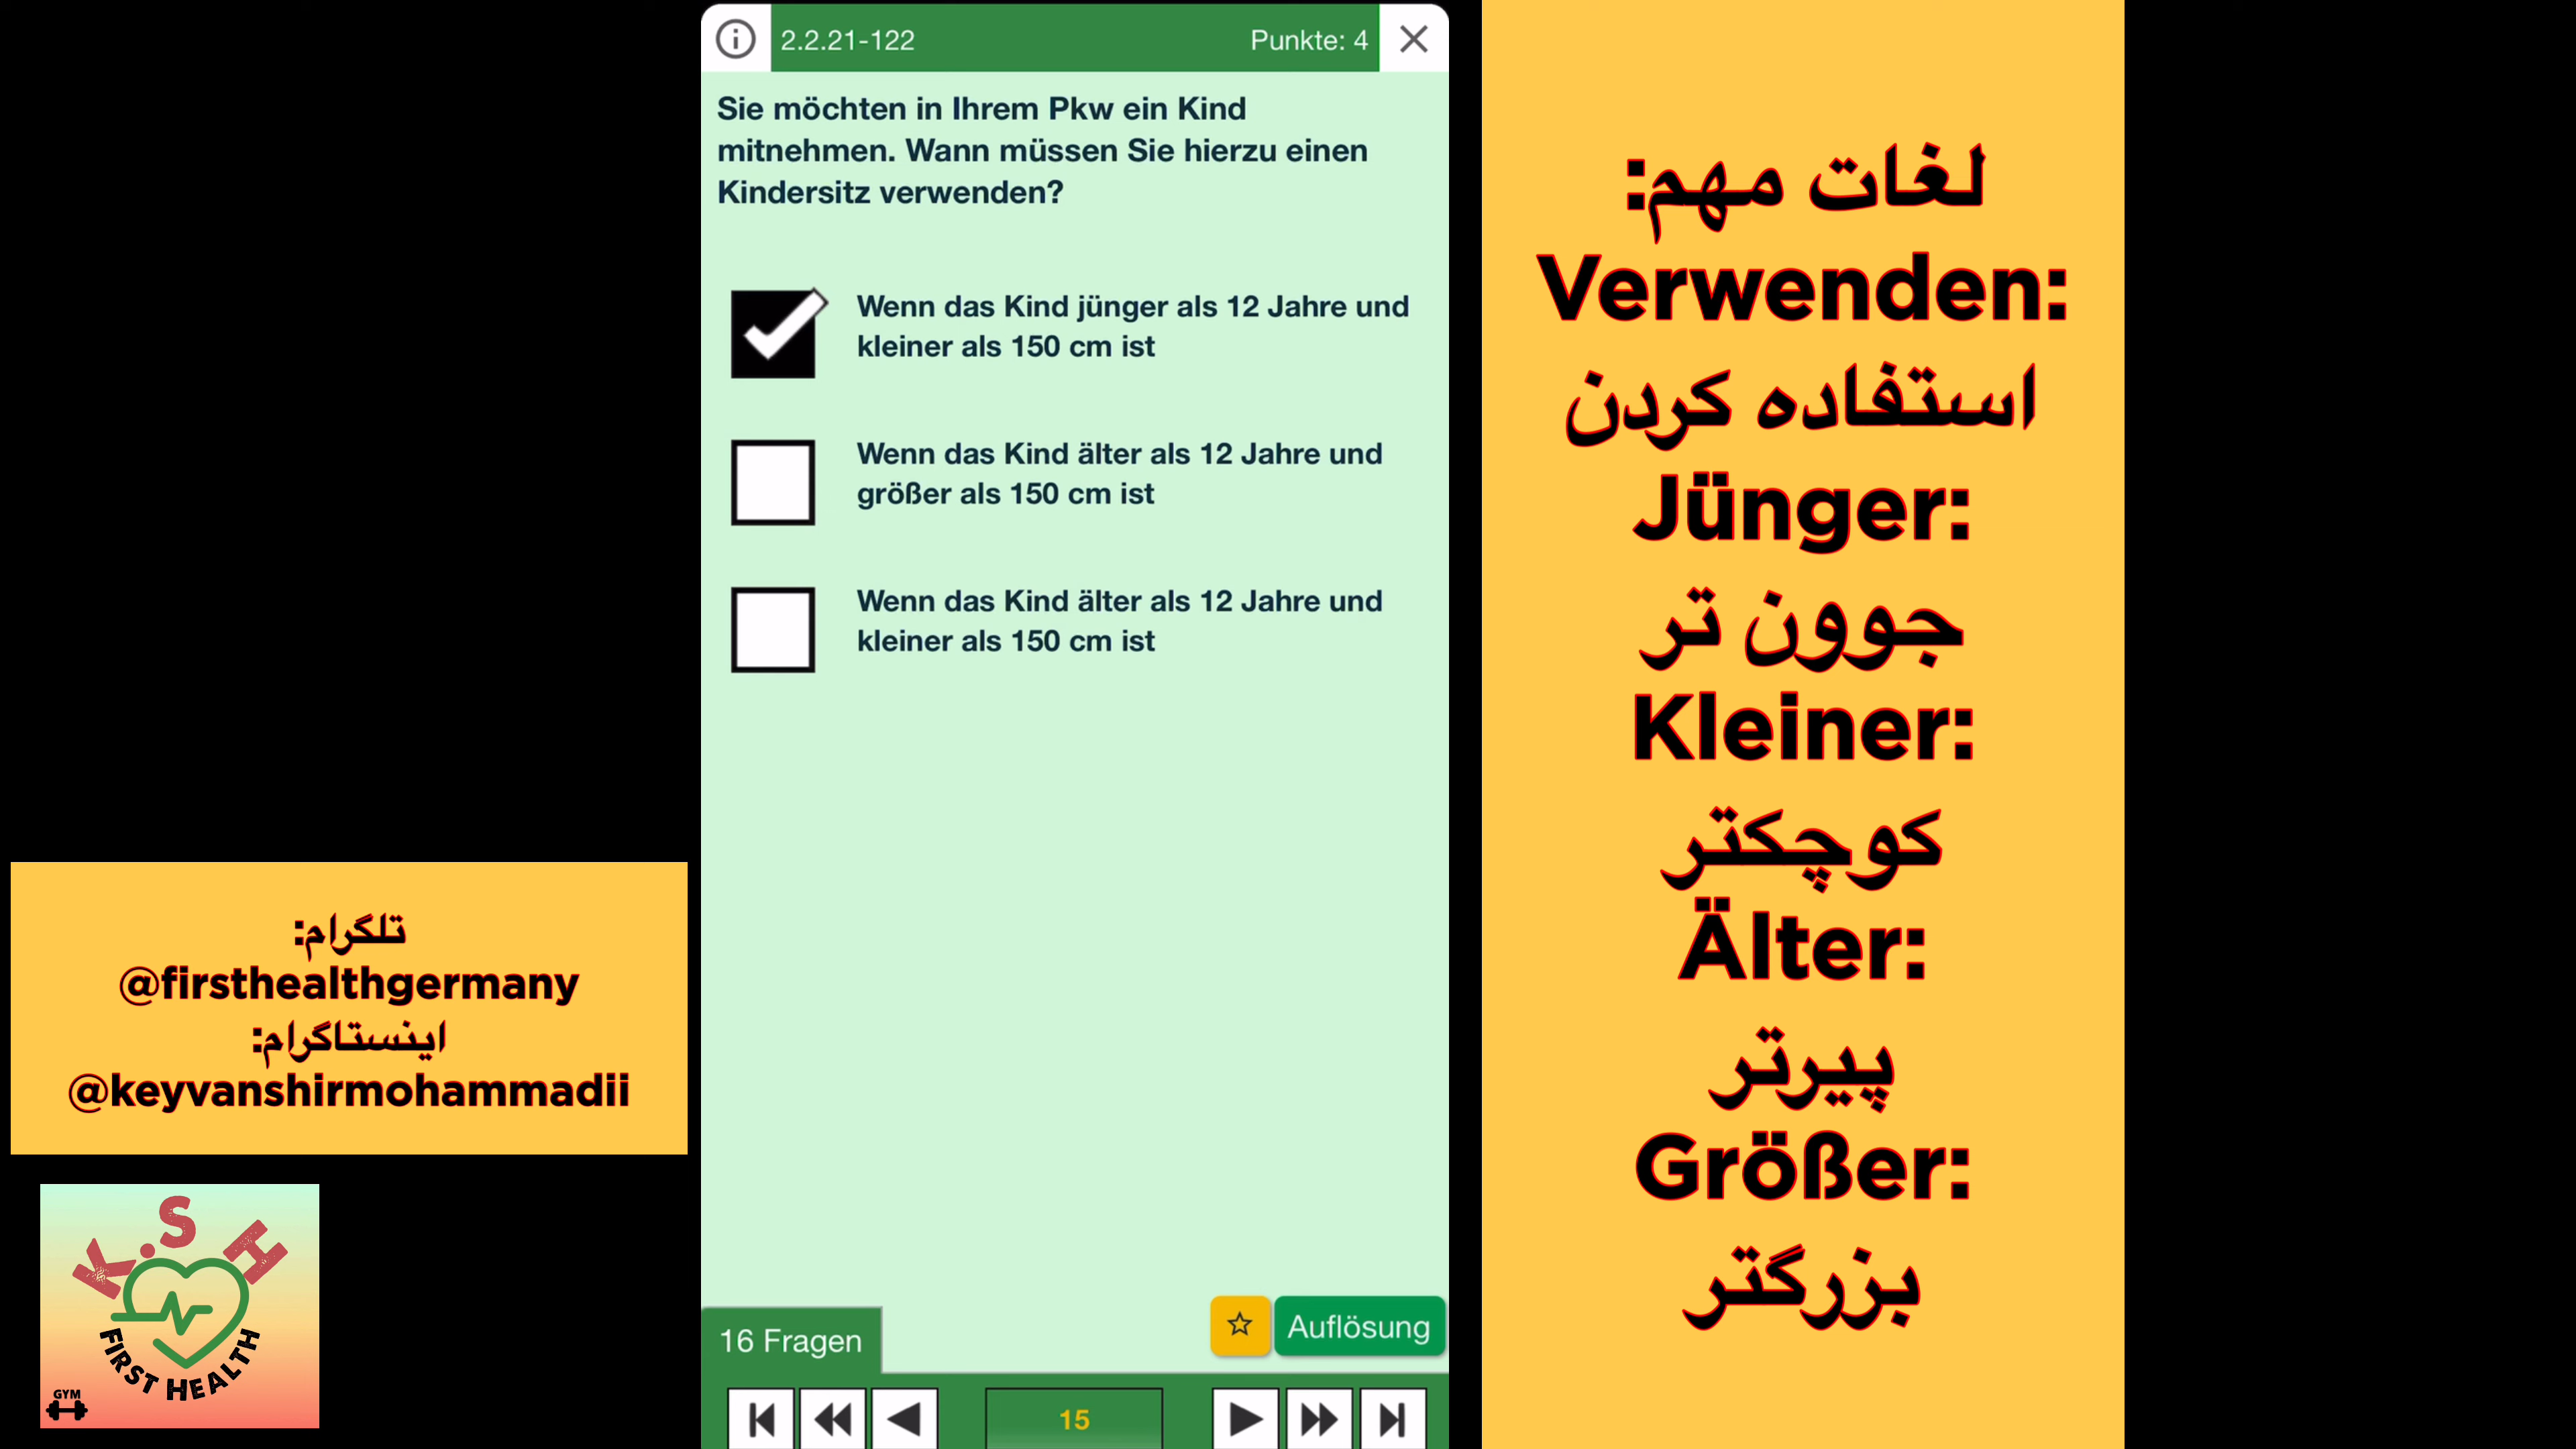 2.2.21-122
Punkte: 4
Sie möchten in Ihrem Pkw ein Kind
mitnehmen. Wann müssen Sie hierzu einen
Kindersitz verwenden?
Wenn das Kind jünger als 12 Jahre und
kleiner als 150 cm ist
Wenn das Kind älter als 12 Jahre und
größer als 150 cm ist
Wenn das Kind älter als 12 Jahre und
kleiner als 150 cm ist
16 Fragen
Auflösung
15
لغات مهم:
Verwenden:
استفاده کردن
Jünger:
جوون تر
Kleiner:
کوچکتر
Älter:
پیرتر
Größer:
بزرگتر
تلگرام:
@firsthealthgermany
اینستاگرام:
@keyvanshirmohammadii
K.SH
FIRST HEALTH
GYM